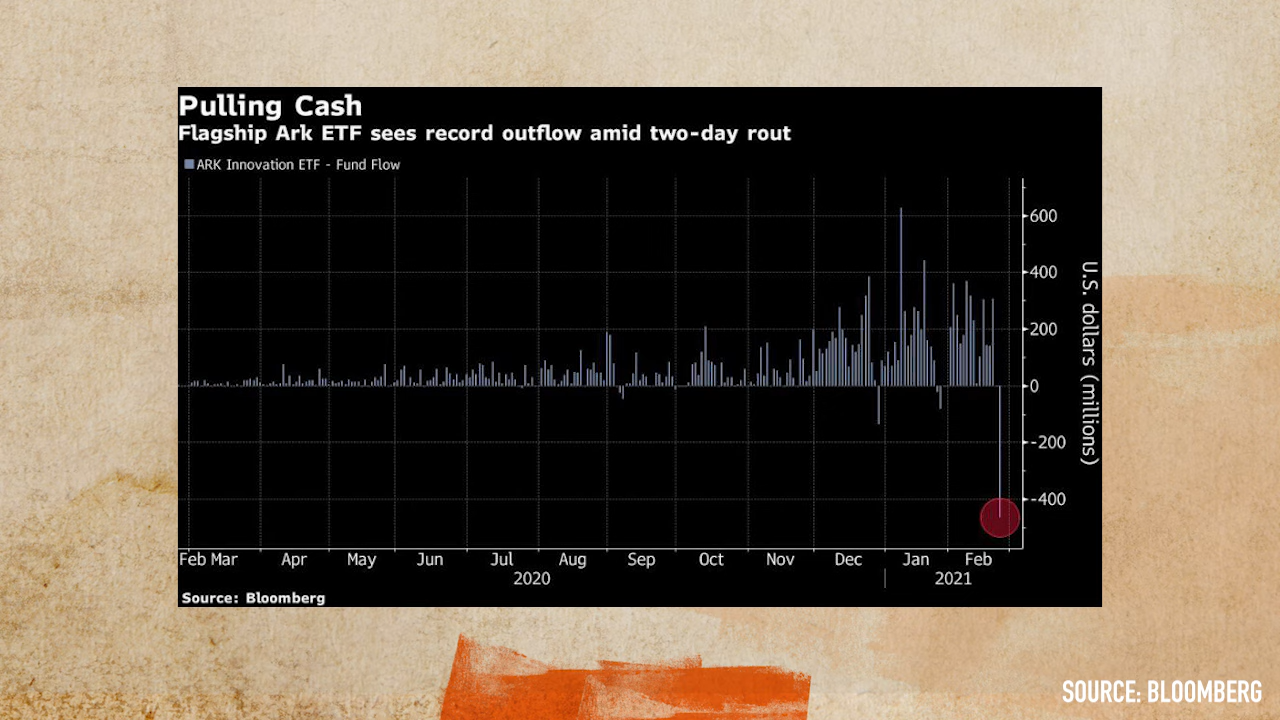 Pulling Cash
Flagship Ark ETF sees record outflow amid two-day rout
ARK Innovation ETF - Fund Flow
600
400
200
0
-200
-400
U.S. dollars (millions)
Feb Mar Apr May Jun Jul Aug Sep Oct Nov Dec Jan Feb
2020 2021
Source: Bloomberg
SOURCE: BLOOMBERG